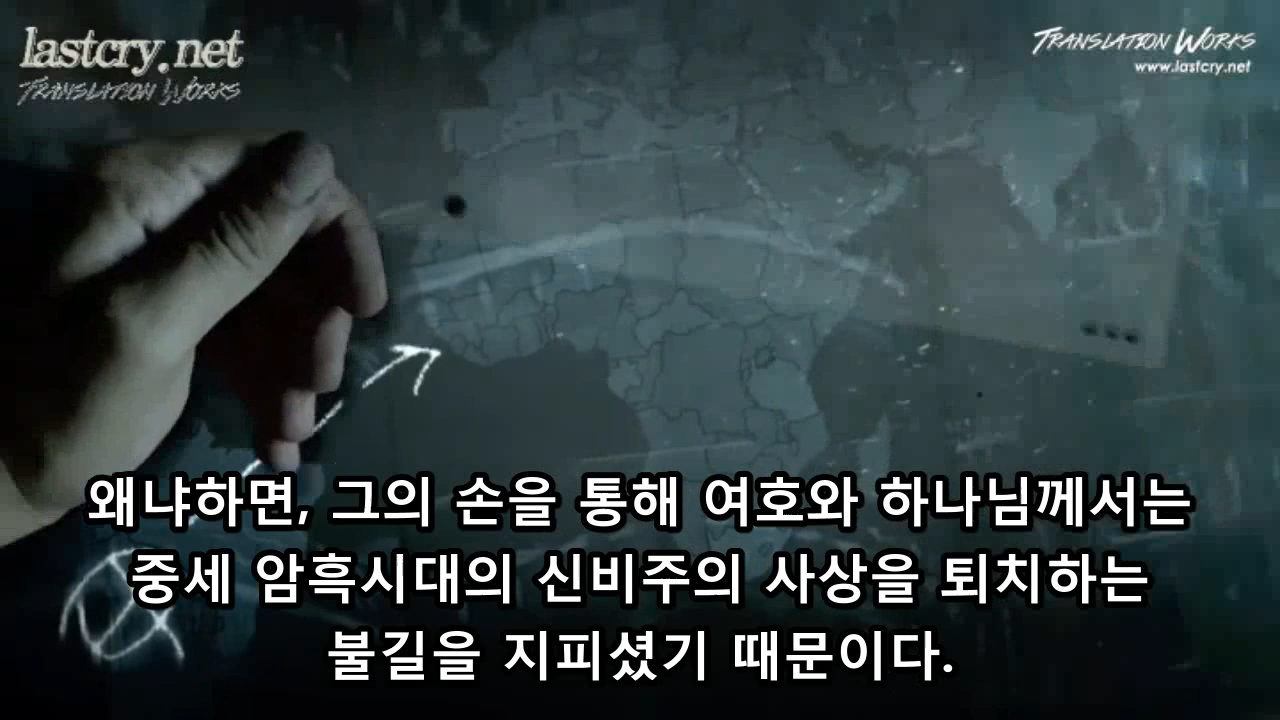 lastcry.net
TRANSLATION WORKS
TRANSLATION WORKS
www.lastcry.net
왜냐하면, 그의 손을 통해 여호와 하나님께서는
중세 암흑시대의 신비주의 사상을 퇴치하는
불길을 지피셨기 때문이다.